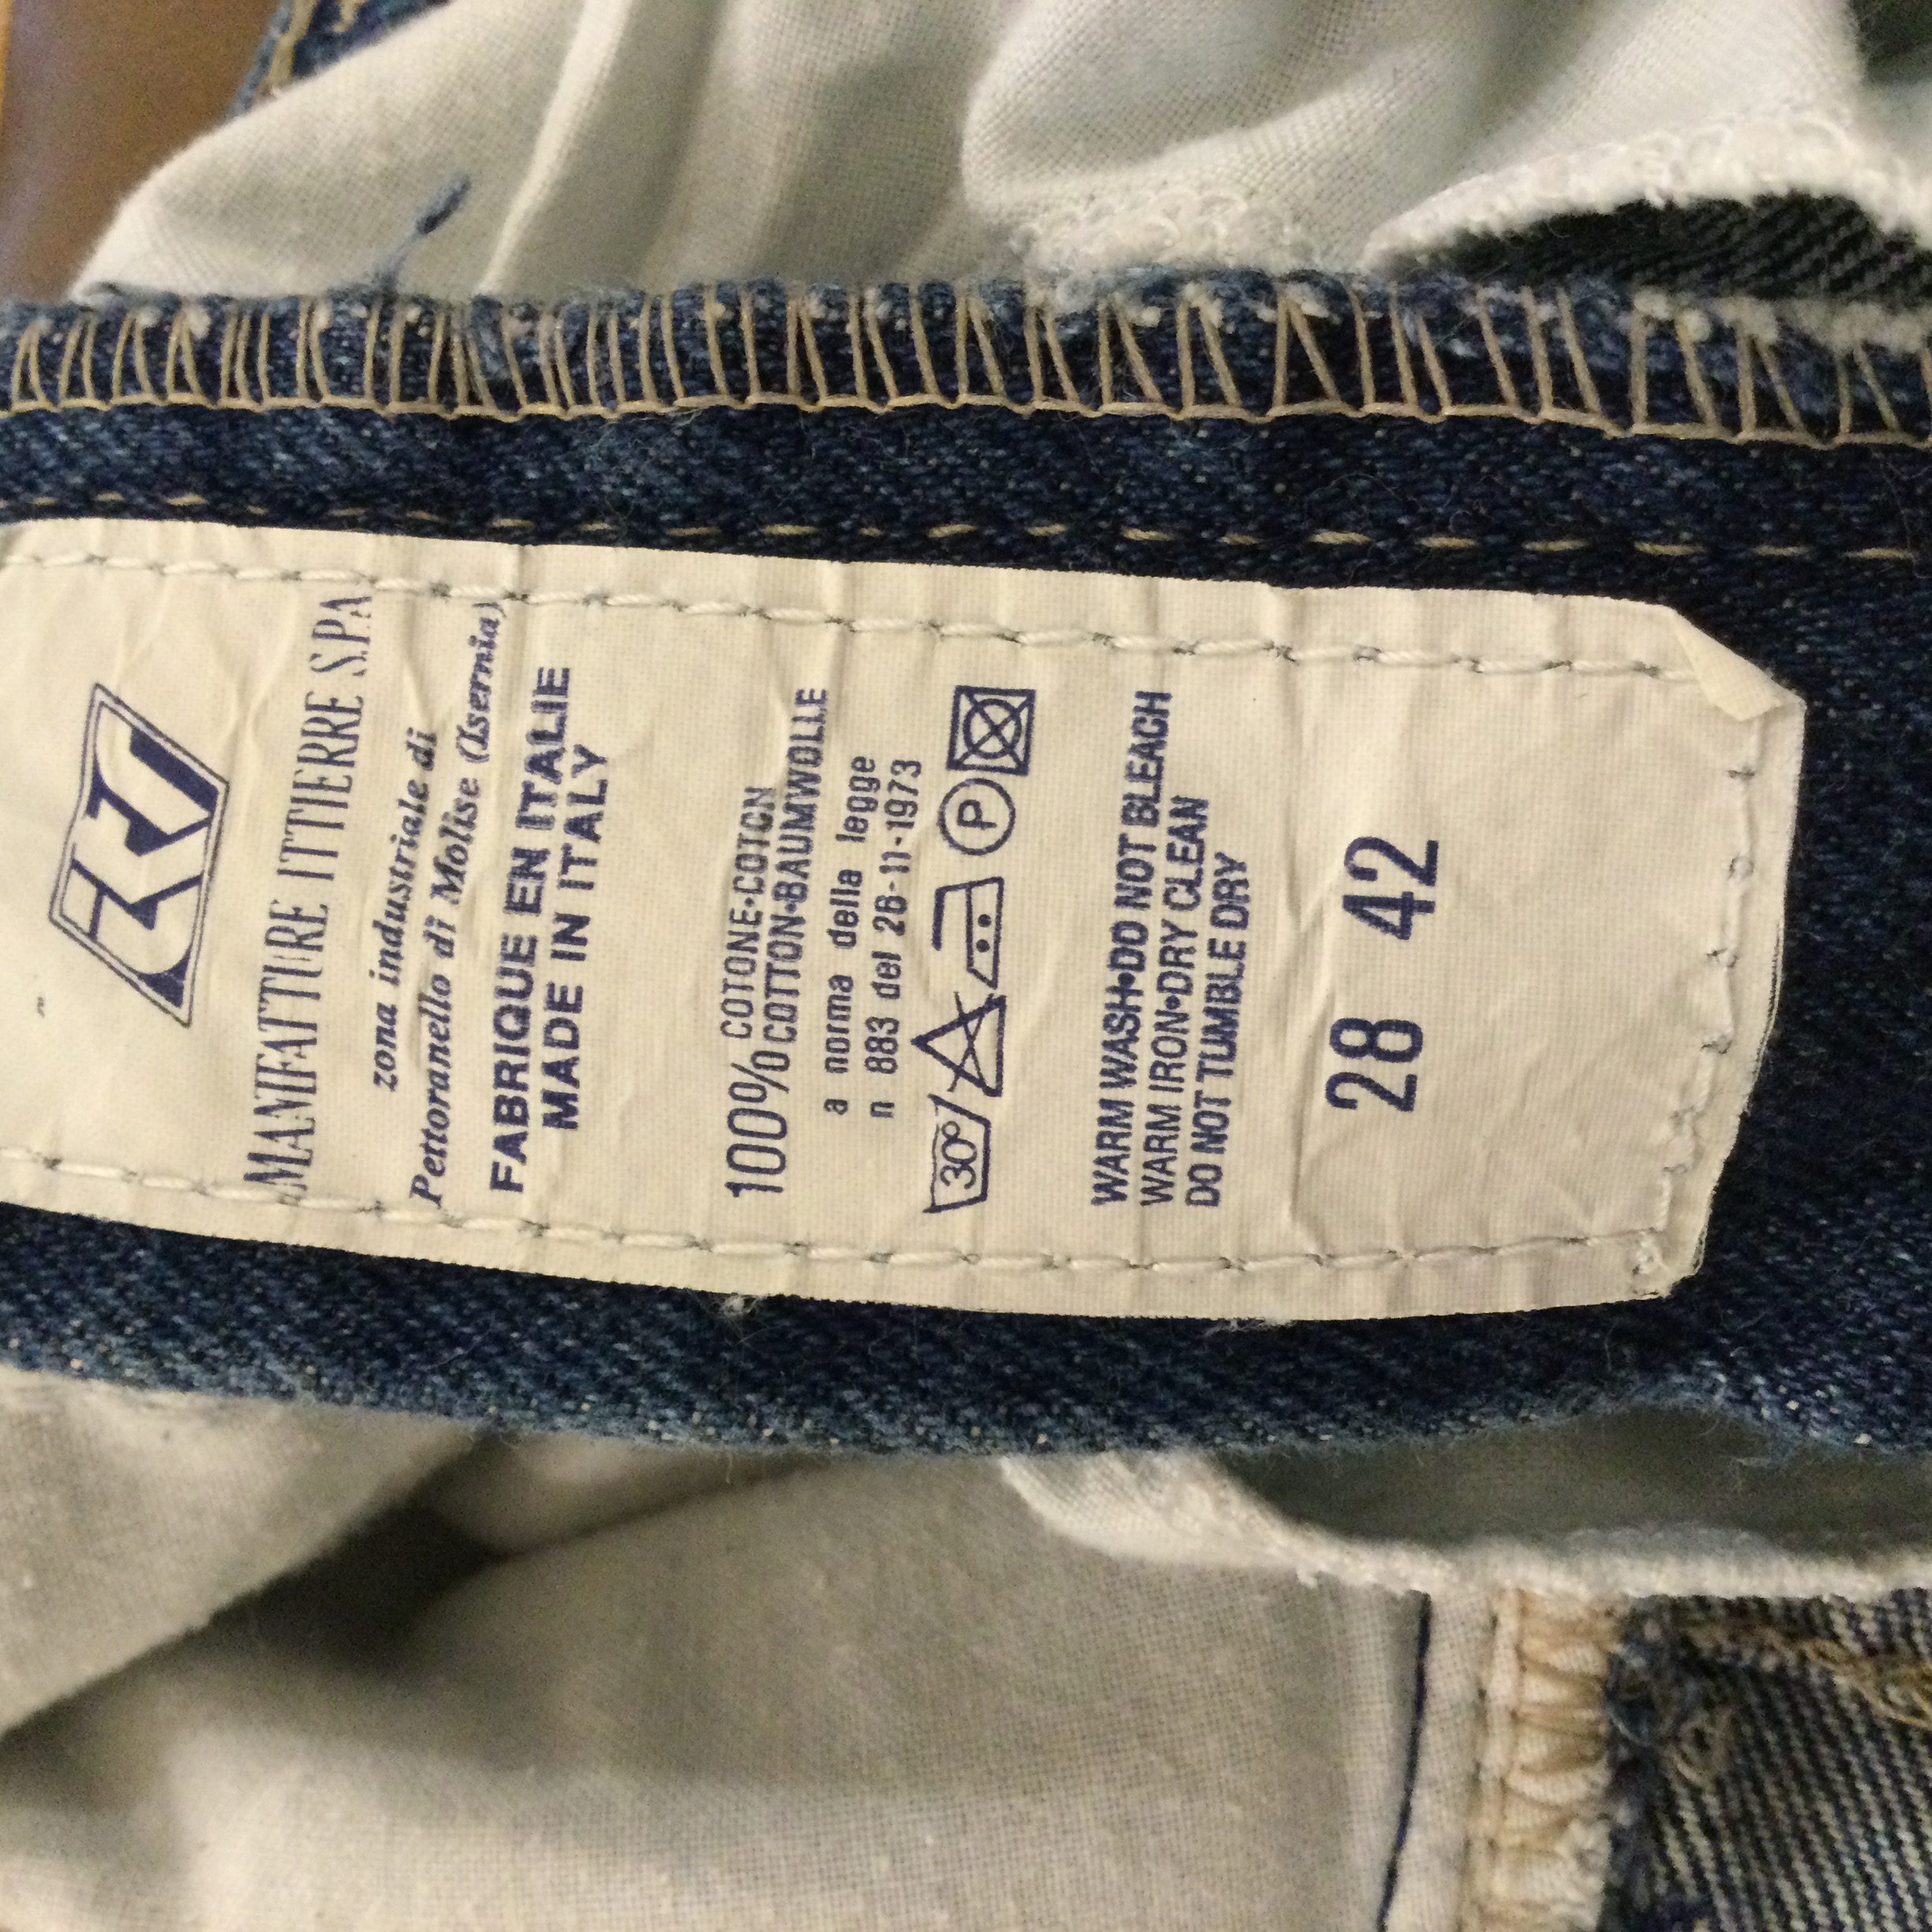 MANIFATTURE ITTIERRE S.P.A
zona industriale di
Pettoranello di Molise (Isernia)
FABRIQUE EN ITALIE
MADE IN ITALY
100% COTONE•COTON
COTTON•BAUMWOLLE
a norma della legge
n 883 del 26-11-1973
30° P
WARM WASH•DO NOT BLEACH
WARM IRON•DRY CLEAN
DO NOT TUMBLE DRY
28 42